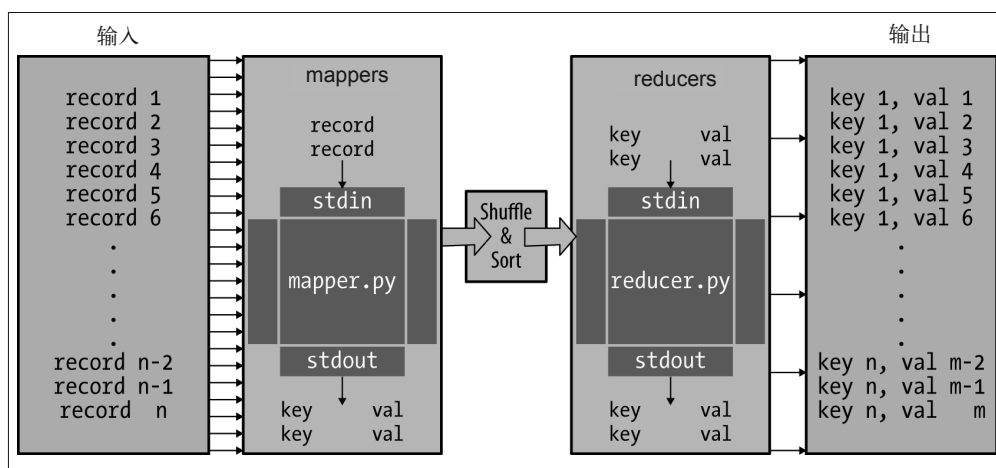 输入
record 1
record 2
record 3
record 4
record 5
record 6
.
.
.
.
.
record n-2
record n-1
record n
mappers
record
record
stdin
mapper.py
stdout
key val
key val
Shuffle
&
Sort
reducers
key val
key val
stdin
reducer.py
stdout
key val
key val
输出
key 1, val 1
key 1, val 2
key 1, val 3
key 1, val 4
key 1, val 5
key 1, val 6
.
.
.
.
.
key n, val m-2
key n, val m-1
key n, val m